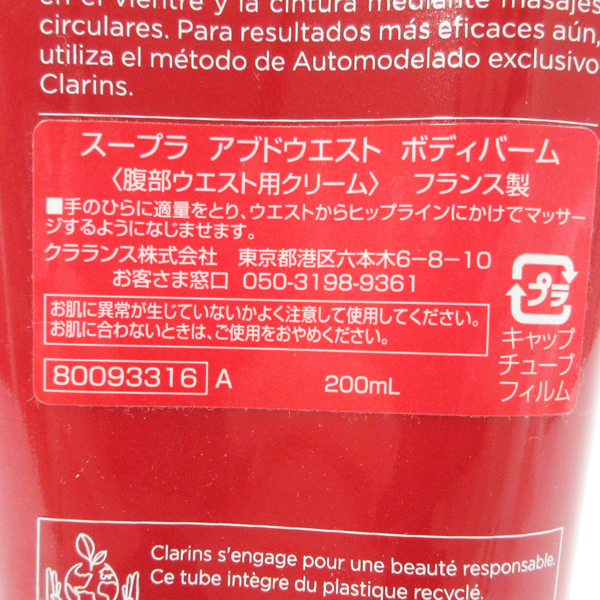 en el vientre y la cintura mediante masajes
circulares. Para resultados más eficaces aún,
utiliza el método de Automodelado exclusivo
Clarins.
スープラ アブドウエスト ボディバーム
〈腹部ウエスト用クリーム〉 フランス製
■手のひらに適量をとり、ウエストからヒップラインにかけてマッサー
ジするようになじませます。
クラランス株式会社 東京都港区六本木6-8-10
お客さま窓口 050-3198-9361
お肌に異常が生じていないかよく注意して使用してください。
お肌に合わないときは、ご使用をおやめください。
プラ
キャップ
チューブ
フィルム
80093316 A 200mL
Clarins s'engage pour une beauté responsable.
Ce tube intègre du plastique recyclé.